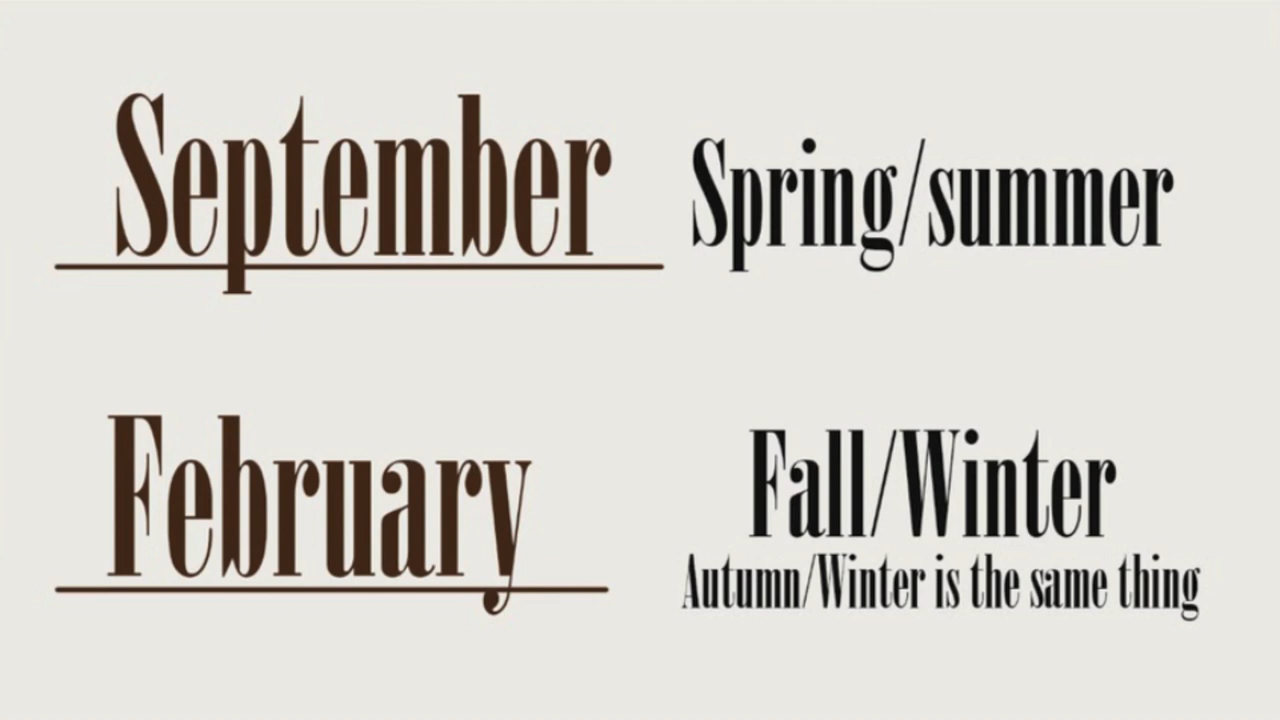 September
Spring/summer
February
Fall/Winter
Autumn/Winter is the same thing